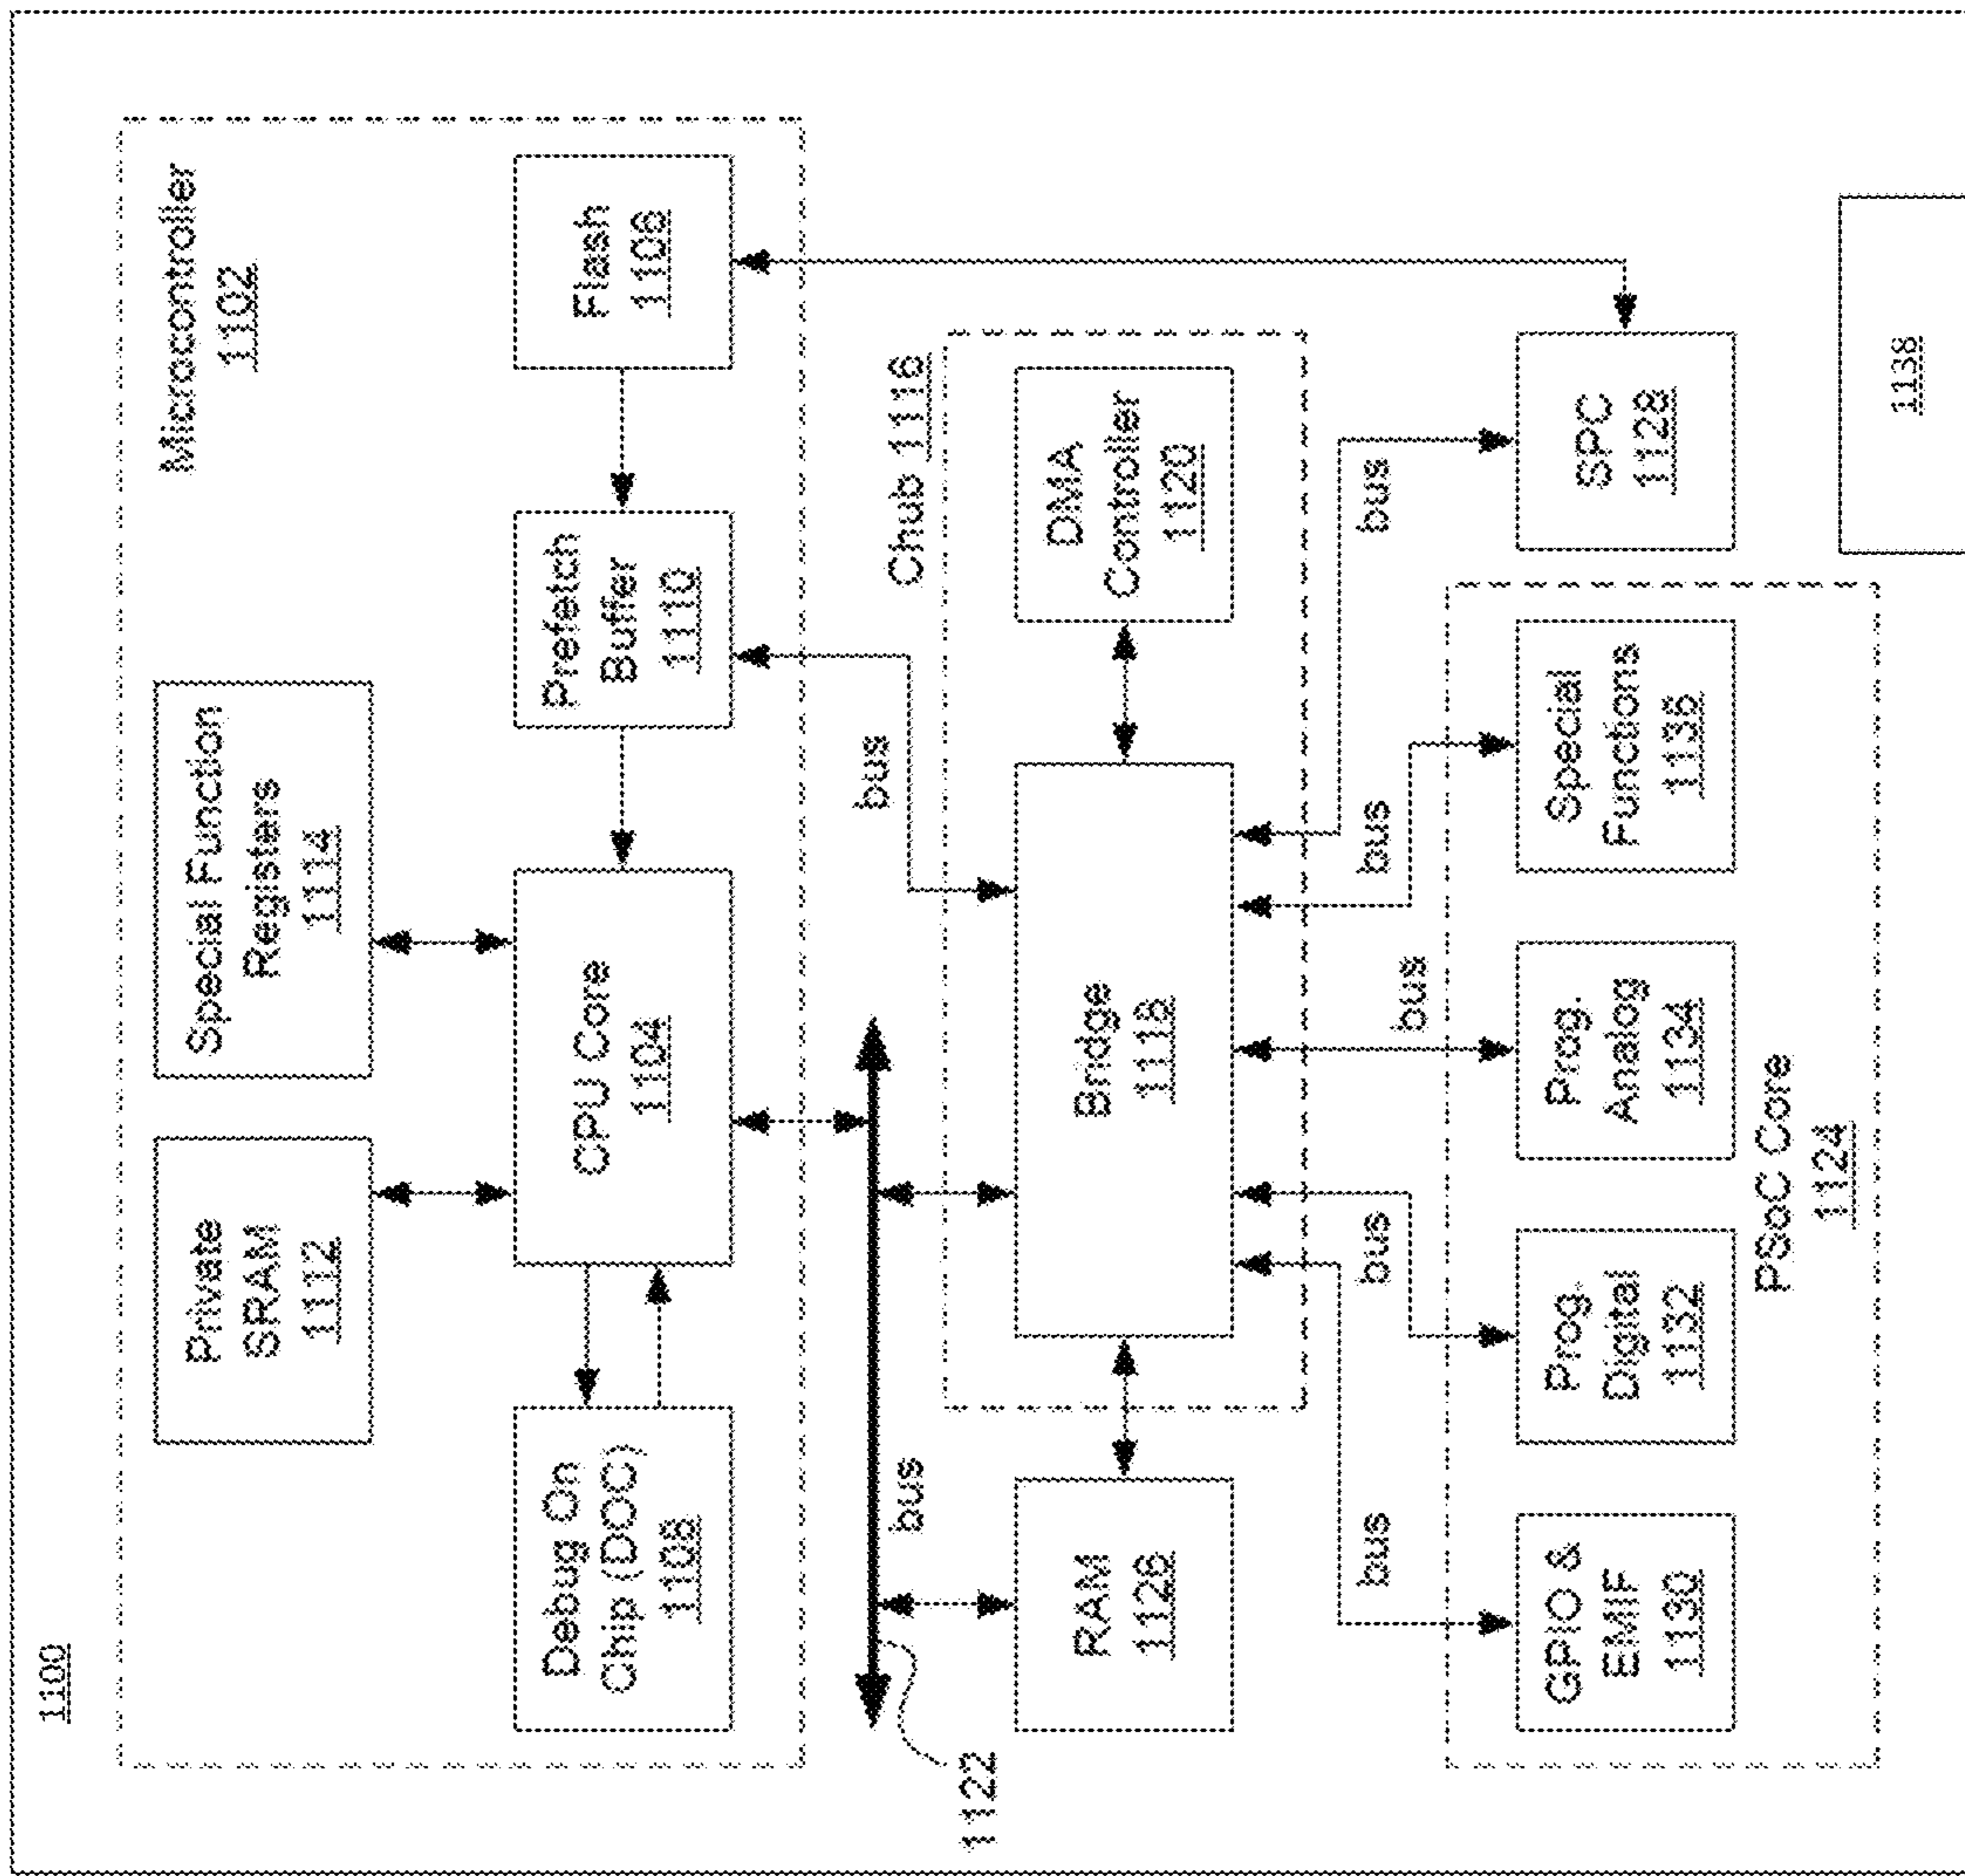 1100
Microcontroller
1102
Private
SRAM
1112
Special Function
Registers
1114
Debug On
Chip (DOC)
1108
CPU Core
1104
Prefetch
Buffer
1110
Flash
1106
bus
bus
1122
Chub 1116
RAM
1126
Bridge
1118
DMA
Controller
1120
bus
bus
bus
bus
bus
GPIO &
EMIF
1130
Prog.
Digital
1132
Prog.
Analog
1134
Special
Functions
1136
SPC
1128
PSoC Core
1124
1138